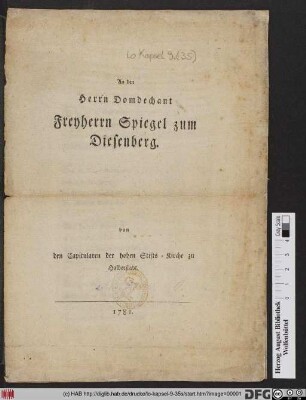 Lo Kapsel 9 (35)
An den
Herrn Domdechant
Freyherrn Spiegel zum
Diesenberg.
von
den Capitularen der hohen Stifts-Kirche zu
Halberstadt.
1781.
Herzog August Bibliothek
Wolfenbüttel
(c) HAB http://diglib.hab.de/drucke/lo-kapsel-9-35s/start.htm?image=00001
DFG